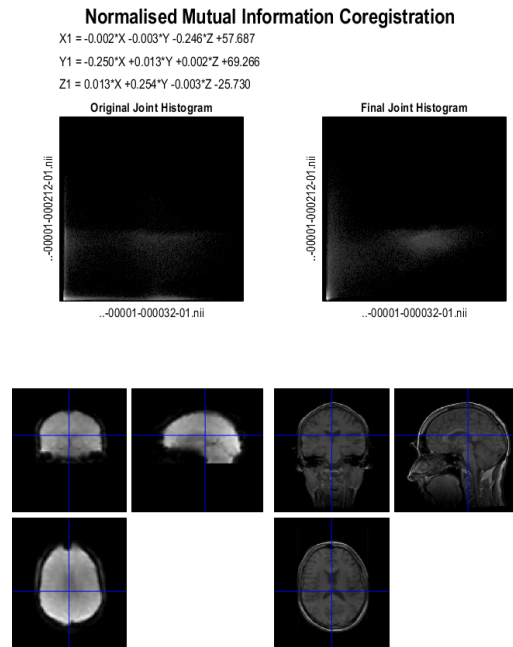 Normalised Mutual Information Coregistration
X1 = -0.002*X -0.003*Y -0.246*Z +57.687
Y1 = -0.250*X +0.013*Y +0.002*Z +69.266
Z1 = 0.013*X +0.254*Y -0.003*Z -25.730
Original Joint Histogram
..-00001-000212-01.nii
..-00001-000032-01.nii
Final Joint Histogram
..-00001-000212-01.nii
..-00001-000032-01.nii